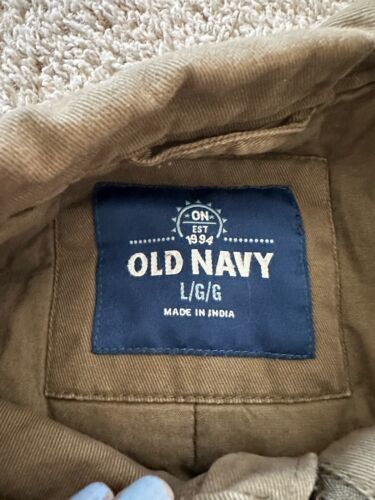 ON
EST
1994
OLD NAVY
L/G/G
MADE IN INDIA